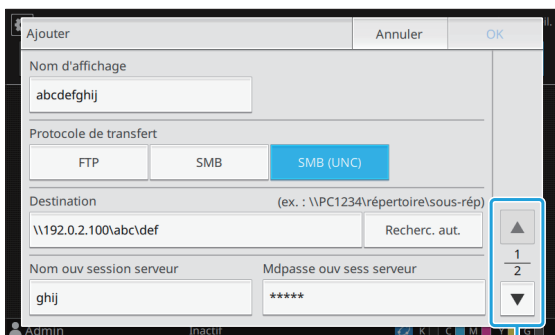 Ajouter Annuler OK
Nom d'affichage
abcdefghij
Protocole de transfert
FTP SMB SMB (UNC)
Destination (ex. : \\PC1234\répertoire\sous-rép)
\\192.0.2.100\abc\def Recherc. aut.
1
2
Nom ouv session serveur Mdpasse ouv sess serveur
ghij *****
Admin Inactif K C M Y G